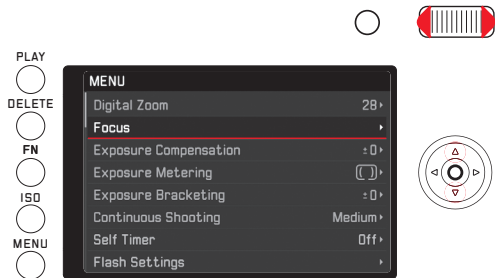 PLAY
DELETE
FN
ISO
MENU
MENU
Digital Zoom 28
Focus
Exposure Compensation ±0
Exposure Metering
Exposure Bracketing ±0
Continuous Shooting Medium
Self Timer Off
Flash Settings